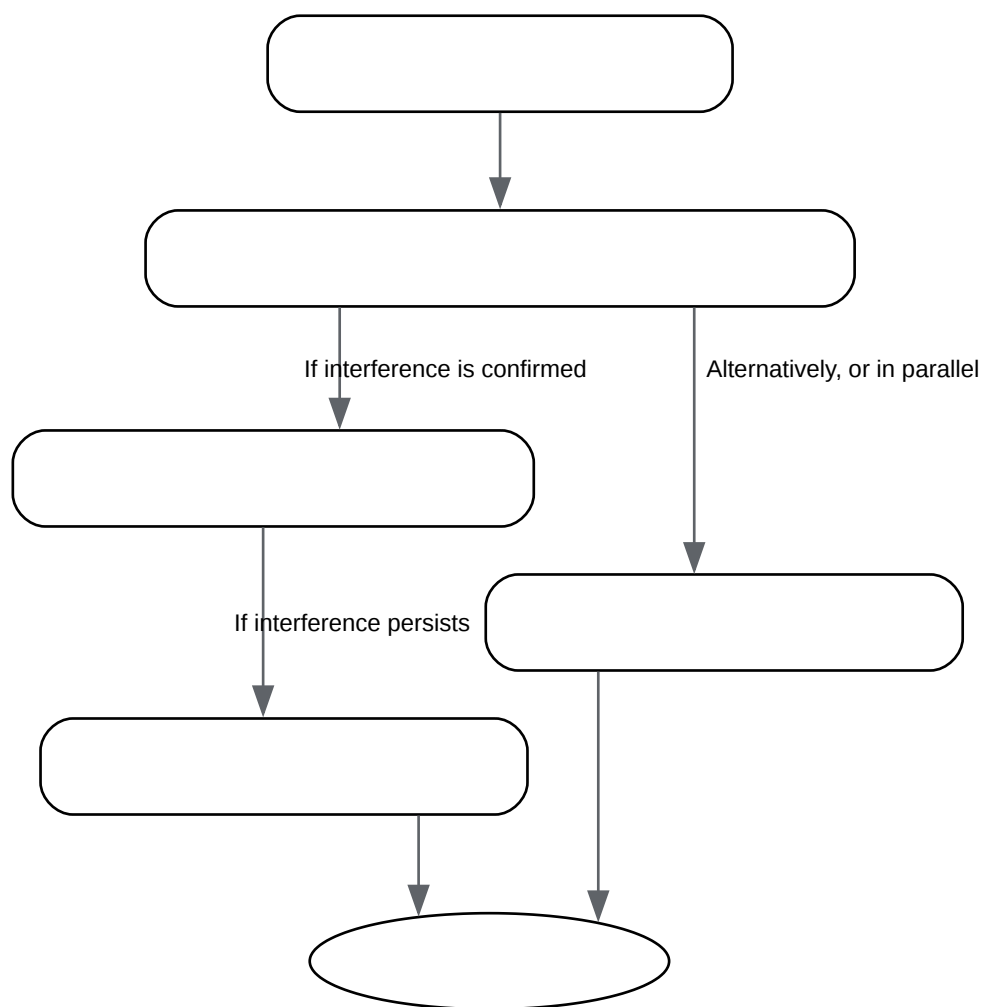 If interference is confirmed
Alternatively, or in parallel
If interference persists